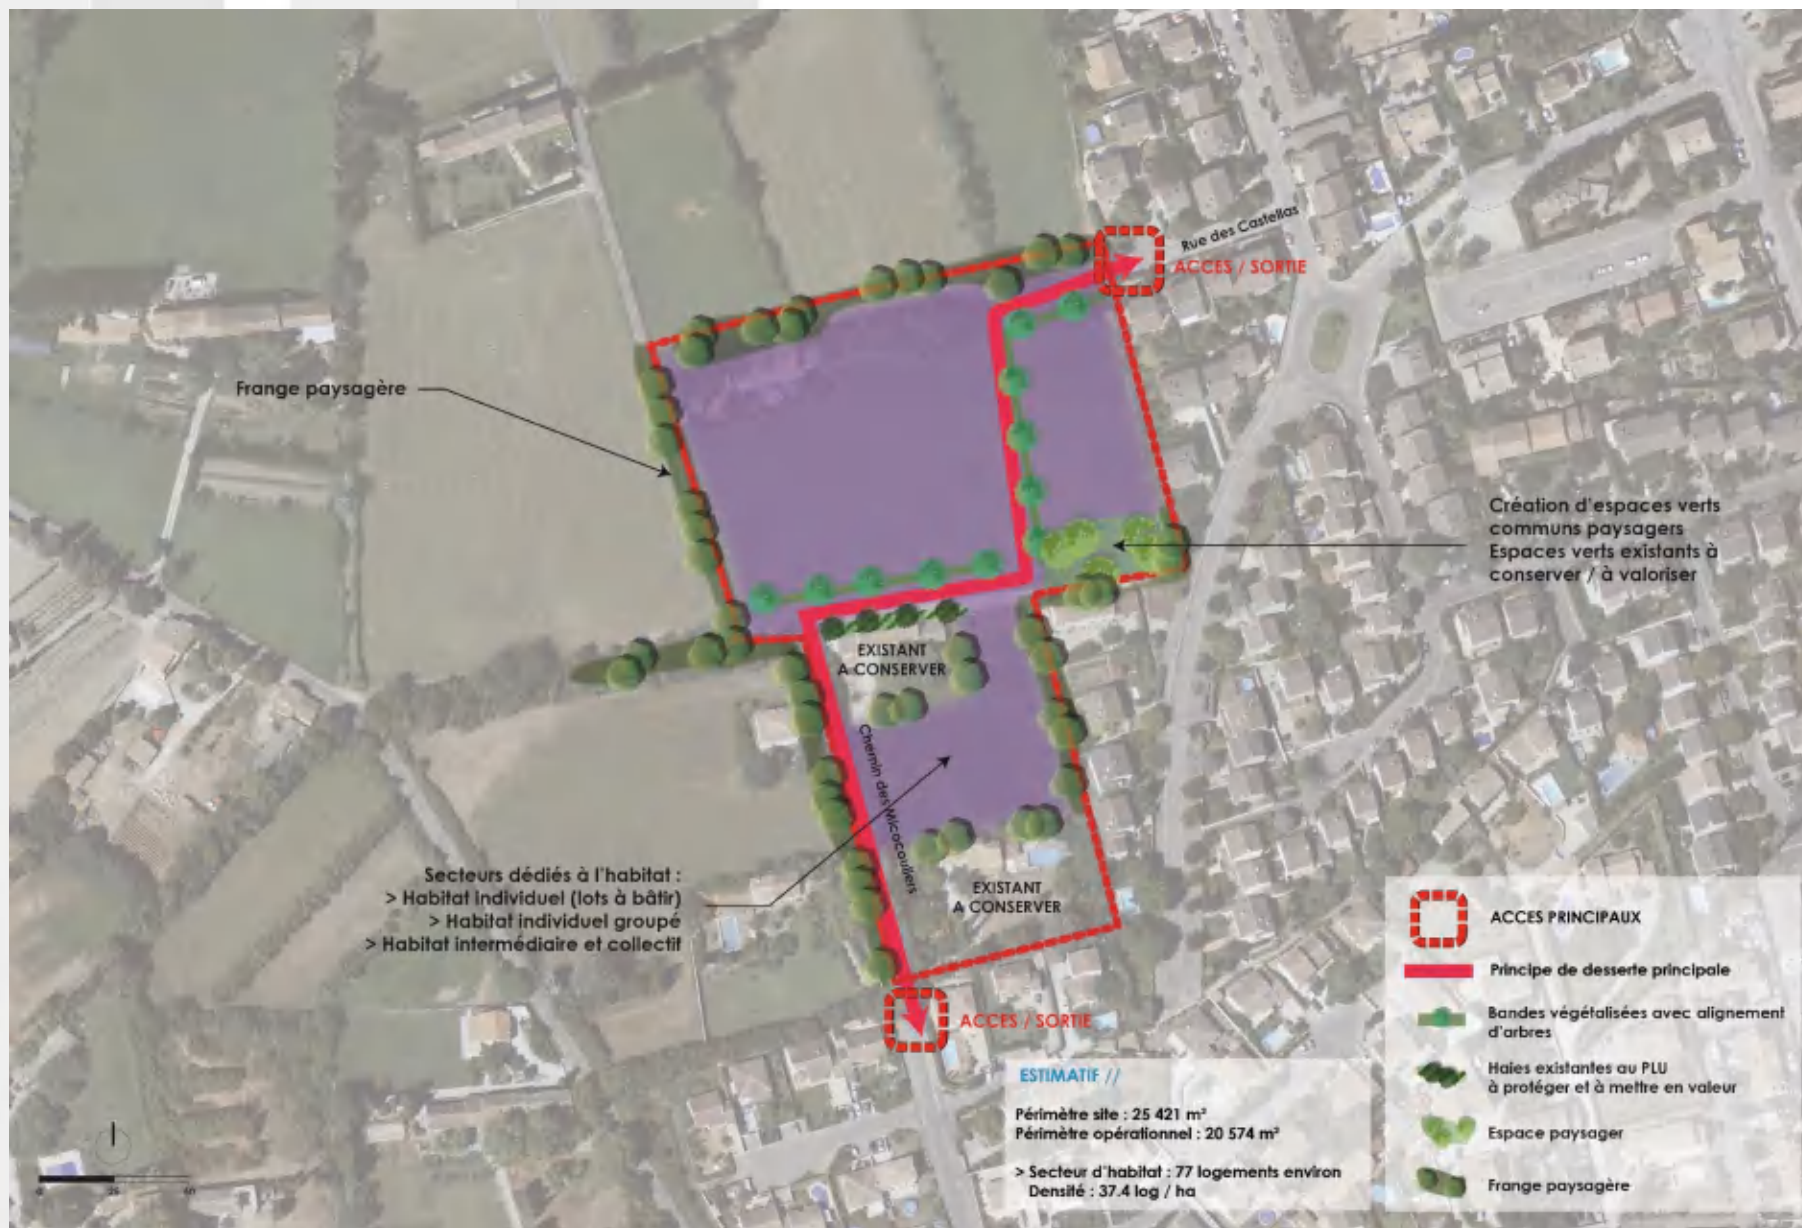 Rue des Castellas
ACCES / SORTIE
Frange paysagère
Création d'espaces verts
communs paysagers
Espaces verts existants à
conserver / à valoriser
EXISTANT
A CONSERVER
Chemin des Micocouliers
Secteurs dédiés à l'habitat :
> Habitat individuel (lots à bâtir)
> Habitat individuel groupé
> Habitat intermédiaire et collectif
EXISTANT
A CONSERVER
ACCES / SORTIE
ACCES PRINCIPAUX
Principe de desserte principale
Bandes végétalisées avec alignement
d'arbres
Haies existantes au PLU
à protéger et à mettre en valeur
Espace paysager
Frange paysagère
ESTIMATIF //
Périmètre site : 25 421 m²
Périmètre opérationnel : 20 574 m²
> Secteur d'habitat : 77 logements environ
Densité : 37.4 log / ha
0